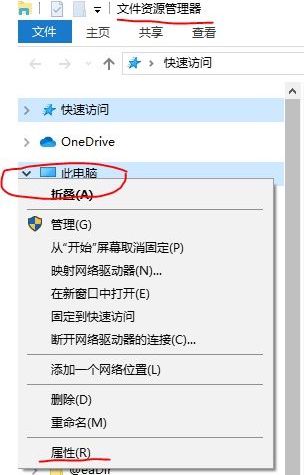 文件资源管理器
文件
主页
共享
查看
快速访问
快速访问
OneDrive
此电脑
折叠(A)
管理(G)
从"开始"屏幕取消固定(P)
映射网络驱动器(N)...
在新窗口中打开(E)
固定到快速访问
断开网络驱动器的连接(C)...
添加一个网络位置(L)
删除(D)
重命名(M)
属性(R)
@eaDir